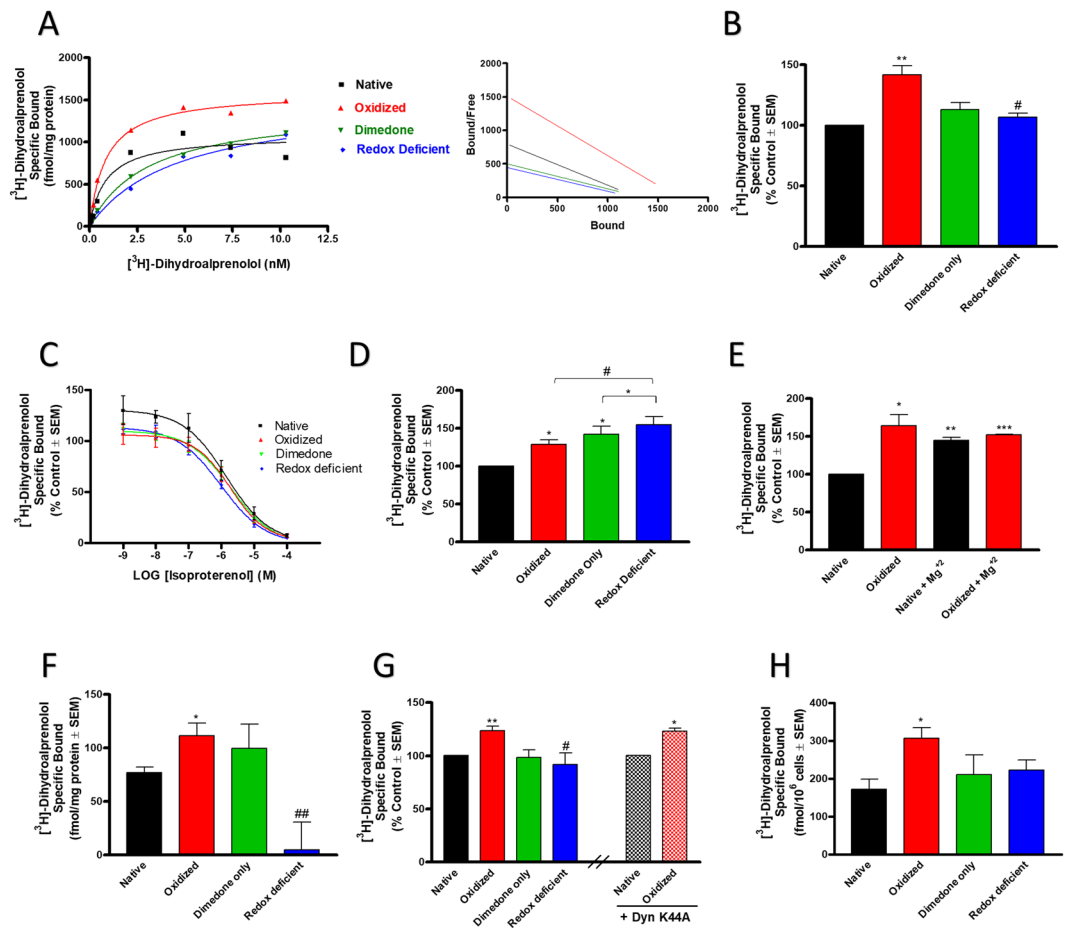 A
[³H]-Dihydroalprenolol
Specific Bound
(fmol/mg protein)
2000
1500
1000
500
0
0.0 2.5 5.0 7.5 10.0 12.5
[³H]-Dihydroalprenolol (nM)
Native
Oxidized
Dimedone
Redox Deficient
Bound/Free
2000
1500
1000
500
0
0 500 1000 1500 2000
Bound
B
[³H]-Dihydroalprenolol
Specific Bound
(% Control ± SEM)
150
100
50
0
**
#
Native
Oxidized
Dimedone only
Redox deficient
C
[³H]-Dihydroalprenolol
Specific Bound
(% Control ± SEM)
150
100
50
0
-9 -8 -7 -6 -5 -4
LOG [Isoproterenol] (M)
Native
Oxidized
Dimedone
Redox deficient
D
[³H]-Dihydroalprenolol
Specific Bound
(% Control ± SEM)
200
150
100
50
0
#
*
*
*
Native
Oxidized
Dimedone Only
Redox Deficient
E
[³H]-Dihydroalprenolol
Specific Bound
(% Control ± SEM)
200
150
100
50
0
*
**
***
Native
Oxidized
Native + Mg⁺²
Oxidized + Mg⁺²
F
[³H]-Dihydroalprenolol
Specific Bound
(fmol/mg protein ± SEM)
150
100
50
0
*
##
Native
Oxidized
Dimedone only
Redox deficient
G
[³H]-Dihydroalprenolol
Specific Bound
(% Control ± SEM)
150
100
50
0
**
#
*
Native
Oxidized
Dimedone only
Redox deficient
Native
Oxidized
+ Dyn K44A
H
[³H]-Dihydroalprenolol
Specific Bound
(fmol/10⁶ cells ± SEM)
400
300
200
100
0
*
Native
Oxidized
Dimedone only
Redox deficient